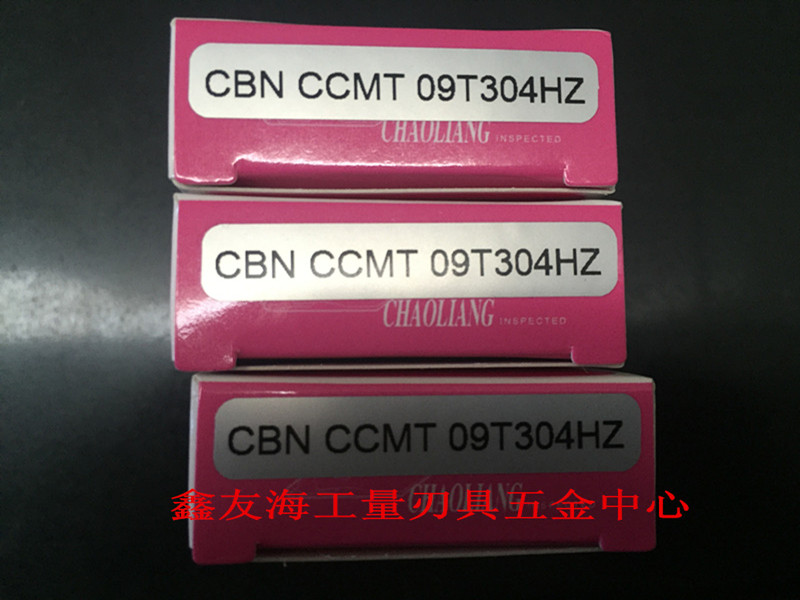 CBN CCMT 09T304HZ
CHAOLIANG INSPECTED
CBN CCMT 09T304HZ
CHAOLIANG INSPECTED
CBN CCMT 09T304HZ
CHAOLIANG
鑫友海工量刃具五金中心